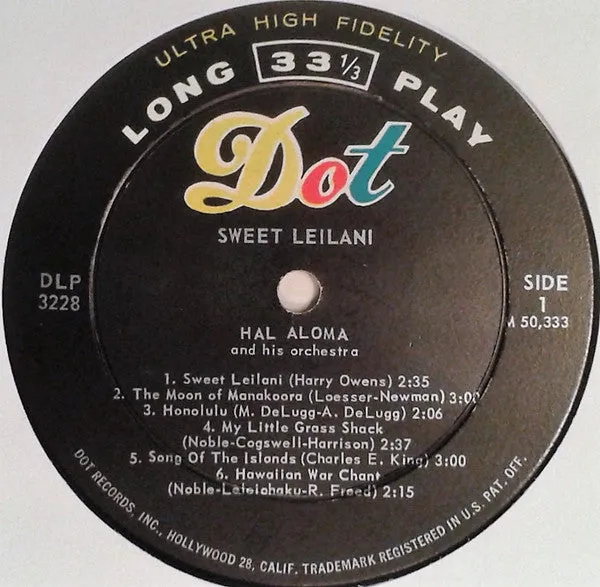 ULTRA HIGH FIDELITY
LONG 33 1/3 PLAY
Dot
SWEET LEILANI
DLP
3228
SIDE
1
M 50,333
HAL ALOMA
and his orchestra
1. Sweet Leilani (Harry Owens) 2:35
2. The Moon of Manakoora (Loesser-Newman) 3:00
3. Honolulu (M. DeLugg-A. DeLugg) 2:06
4. My Little Grass Shack
(Noble-Cogswell-Harrison) 2:37
5. Song Of The Islands (Charles E. King) 3:00
6. Hawaiian War Chant
(Noble-Leleiohaku-R. Freed) 2:15
DOT RECORDS, INC., HOLLYWOOD 28, CALIF. TRADEMARK REGISTERED IN U.S. PAT. OFF.